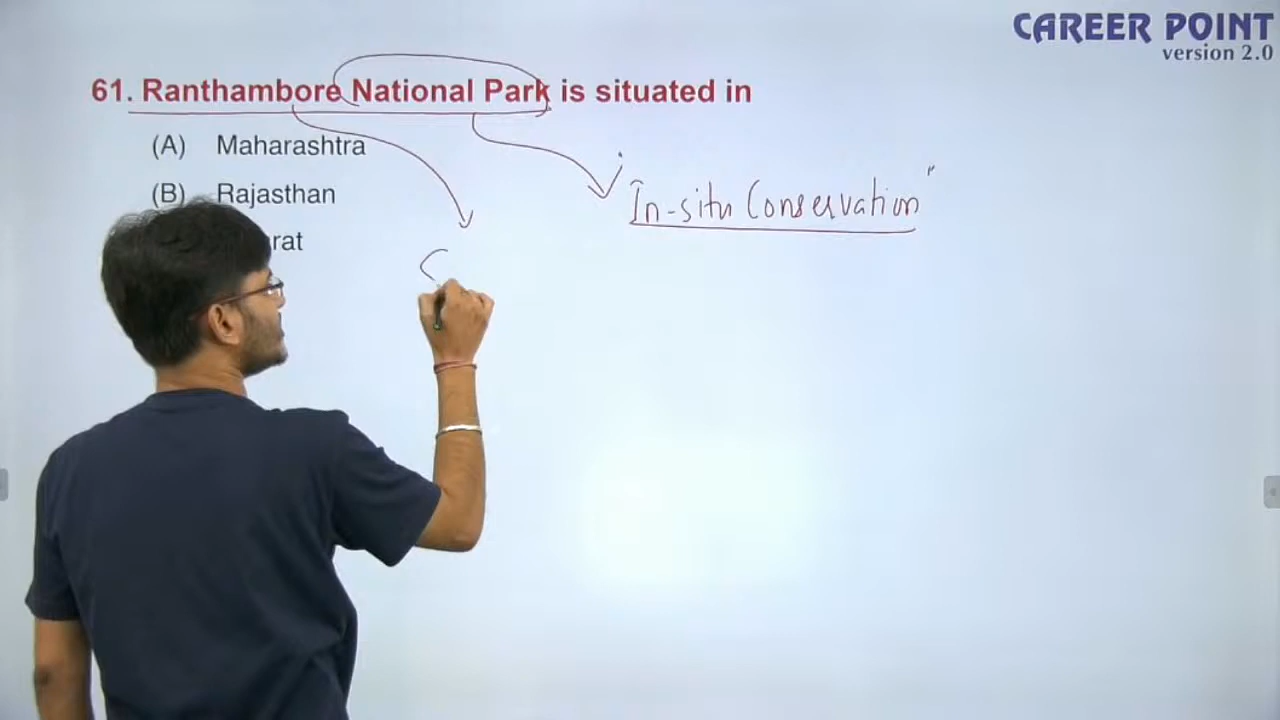 CAREER POINT
version 2.0
61. Ranthambore National Park is situated in
(A) Maharashtra
(B) Rajasthan
rat
"In-situ Conservation"